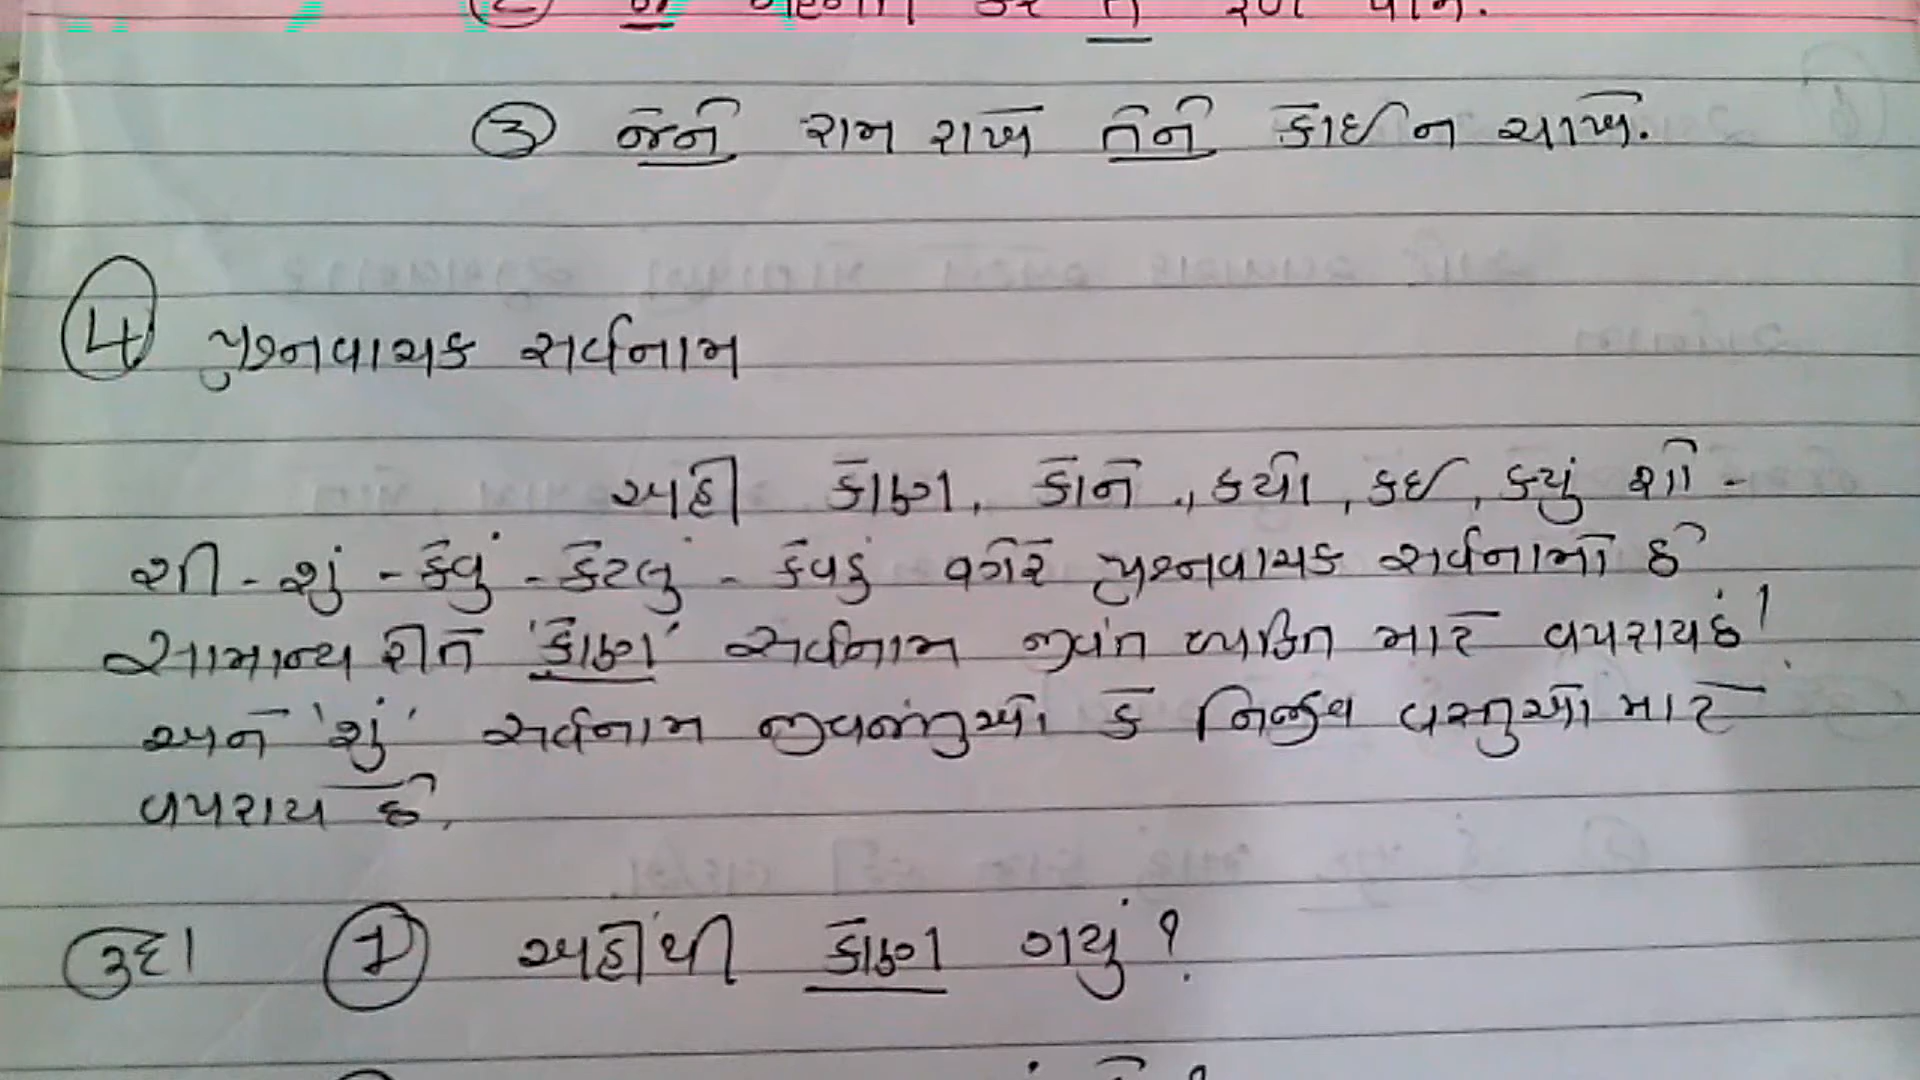 ③ જેને રામ રાખે તેને કોઈ ન ચાખે.
④ પ્રશ્નવાચક સર્વનામ
અહીં કોણ, કોને, કયો, કઈ, કયું શો -
શી - શું - કેવું - કેટલું - કેવડું વગેરે પ્રશ્નવાચક સર્વનામો છે
સામાન્ય રીતે 'કોણ' સર્વનામ જીવંત વ્યક્તિ માટે વપરાય છે।
અને 'શું' સર્વનામ જીવજંતુઓ કે નિર્જીવ વસ્તુઓ માટે
વપરાય છે.
ઉદા ① અહીંથી કોણ ગયું?